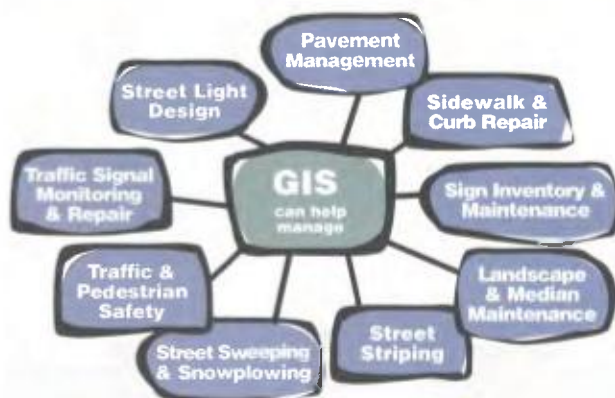 Pavement
Management
Street Light
Design
Sidewalk &
Curb Repair
GIS
can help
manage
Traffic Signal
Monitoring
& Repair
Sign Inventory &
Maintenance
Traffic &
Pedestrian
Safety
Landscape
& Median
Maintenance
Street Sweeping
& Snowplowing
Street
Striping